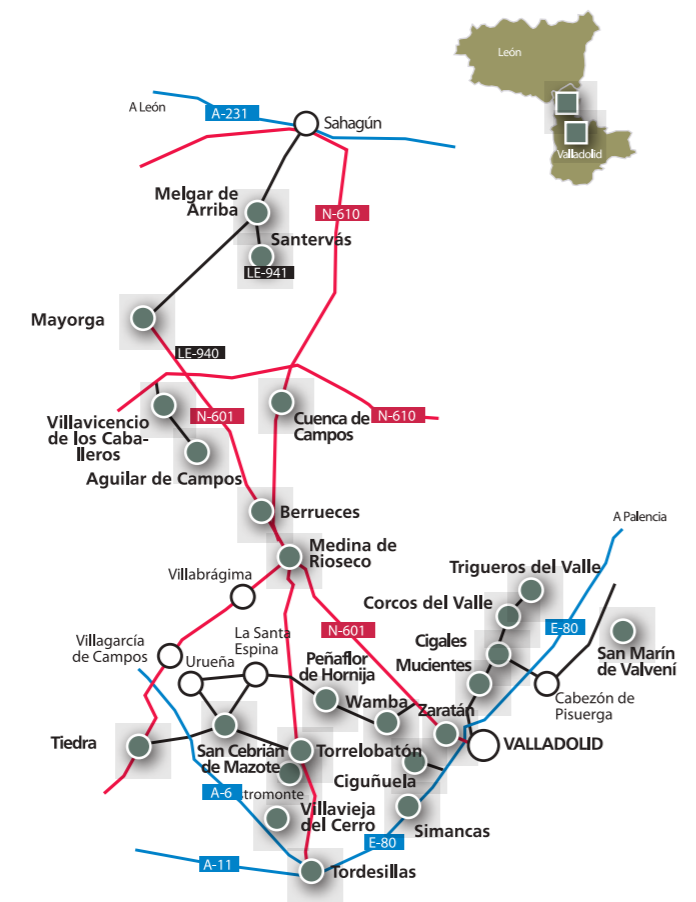 León
Valladolid
A León
A-231
Sahagún
Melgar de
Arriba
N-610
Santervás
LE-941
Mayorga
LE-940
N-601
Cuenca de
Campos
N-610
Villavicencio
de los Caba-
lleros
Aguilar de Campos
Berrueces
A Palencia
Medina de
Rioseco
Trigueros del Valle
Villabrágima
Corcos del Valle
N-601
E-80
La Santa
Espina
Villagarcía
de Campos
Urueña
Cigales
Mucientes
San Marín
de Valvení
Peñaflor
de Hornija
Wamba
Zaratán
Cabezón de
Pisuerga
Tiedra
San Cebrián
de Mazote
Torrelobatón
VALLADOLID
Ciguñuela
A-6
stromonte
Villavieja
del Cerro
Simancas
E-80
A-11
Tordesillas